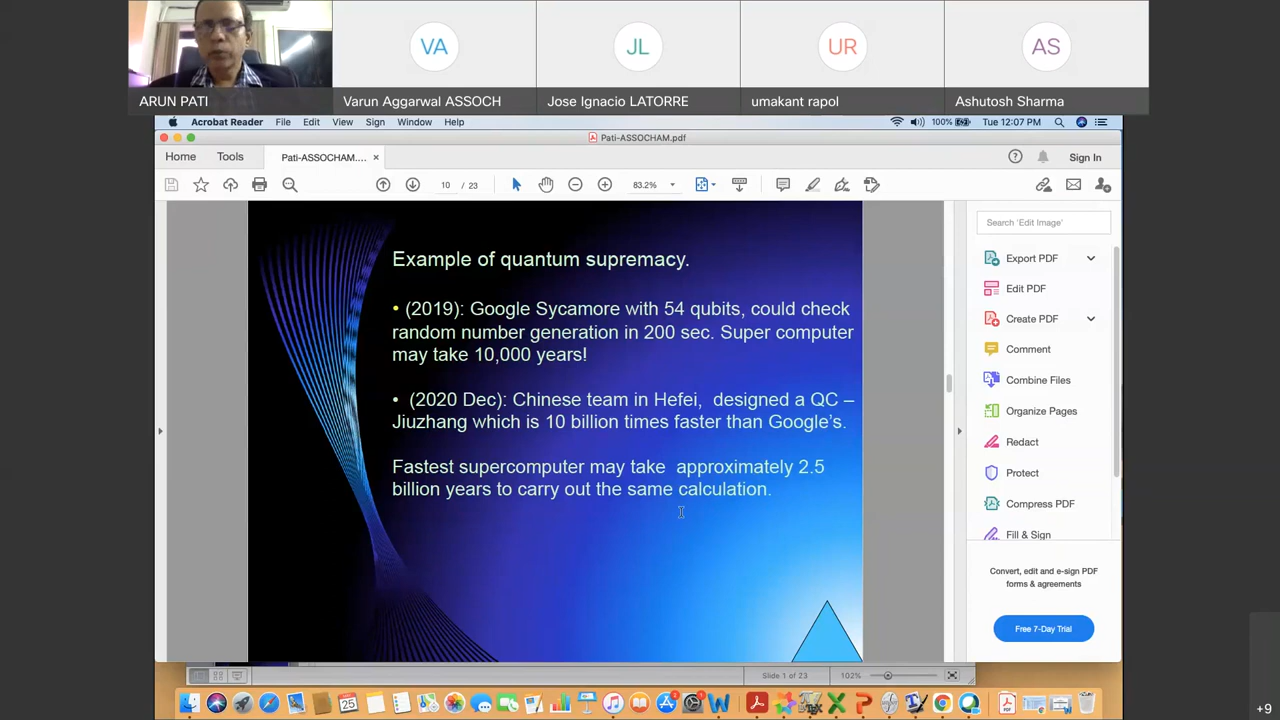 VA
JL
UR
AS
ARUN PATI
Varun Aggarwal ASSOCH
Jose Ignacio LATORRE
umakant rapol
Ashutosh Sharma
Acrobat Reader File Edit View Sign Window Help
100%
Tue 12:07 PM
Pati-ASSOCHAM.pdf
Home
Tools
Pati-ASSOCHAM.... ×
Sign In
10 / 23
83.2%
Search 'Edit Image'
Export PDF
Edit PDF
Create PDF
Comment
Combine Files
Organize Pages
Redact
Protect
Compress PDF
Fill & Sign
Convert, edit and e-sign PDF
forms & agreements
Free 7-Day Trial
Example of quantum supremacy.
• (2019): Google Sycamore with 54 qubits, could check
random number generation in 200 sec. Super computer
may take 10,000 years!
• (2020 Dec): Chinese team in Hefei, designed a QC –
Jiuzhang which is 10 billion times faster than Google's.
Fastest supercomputer may take approximately 2.5
billion years to carry out the same calculation.
Slide 1 of 23
102%
25
+9